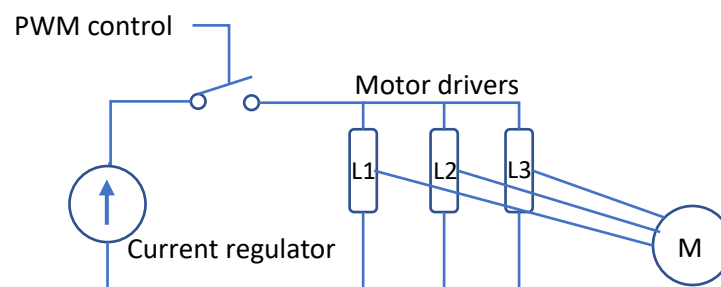 PWM control
Motor drivers
L1
L2
L3
Current regulator
M